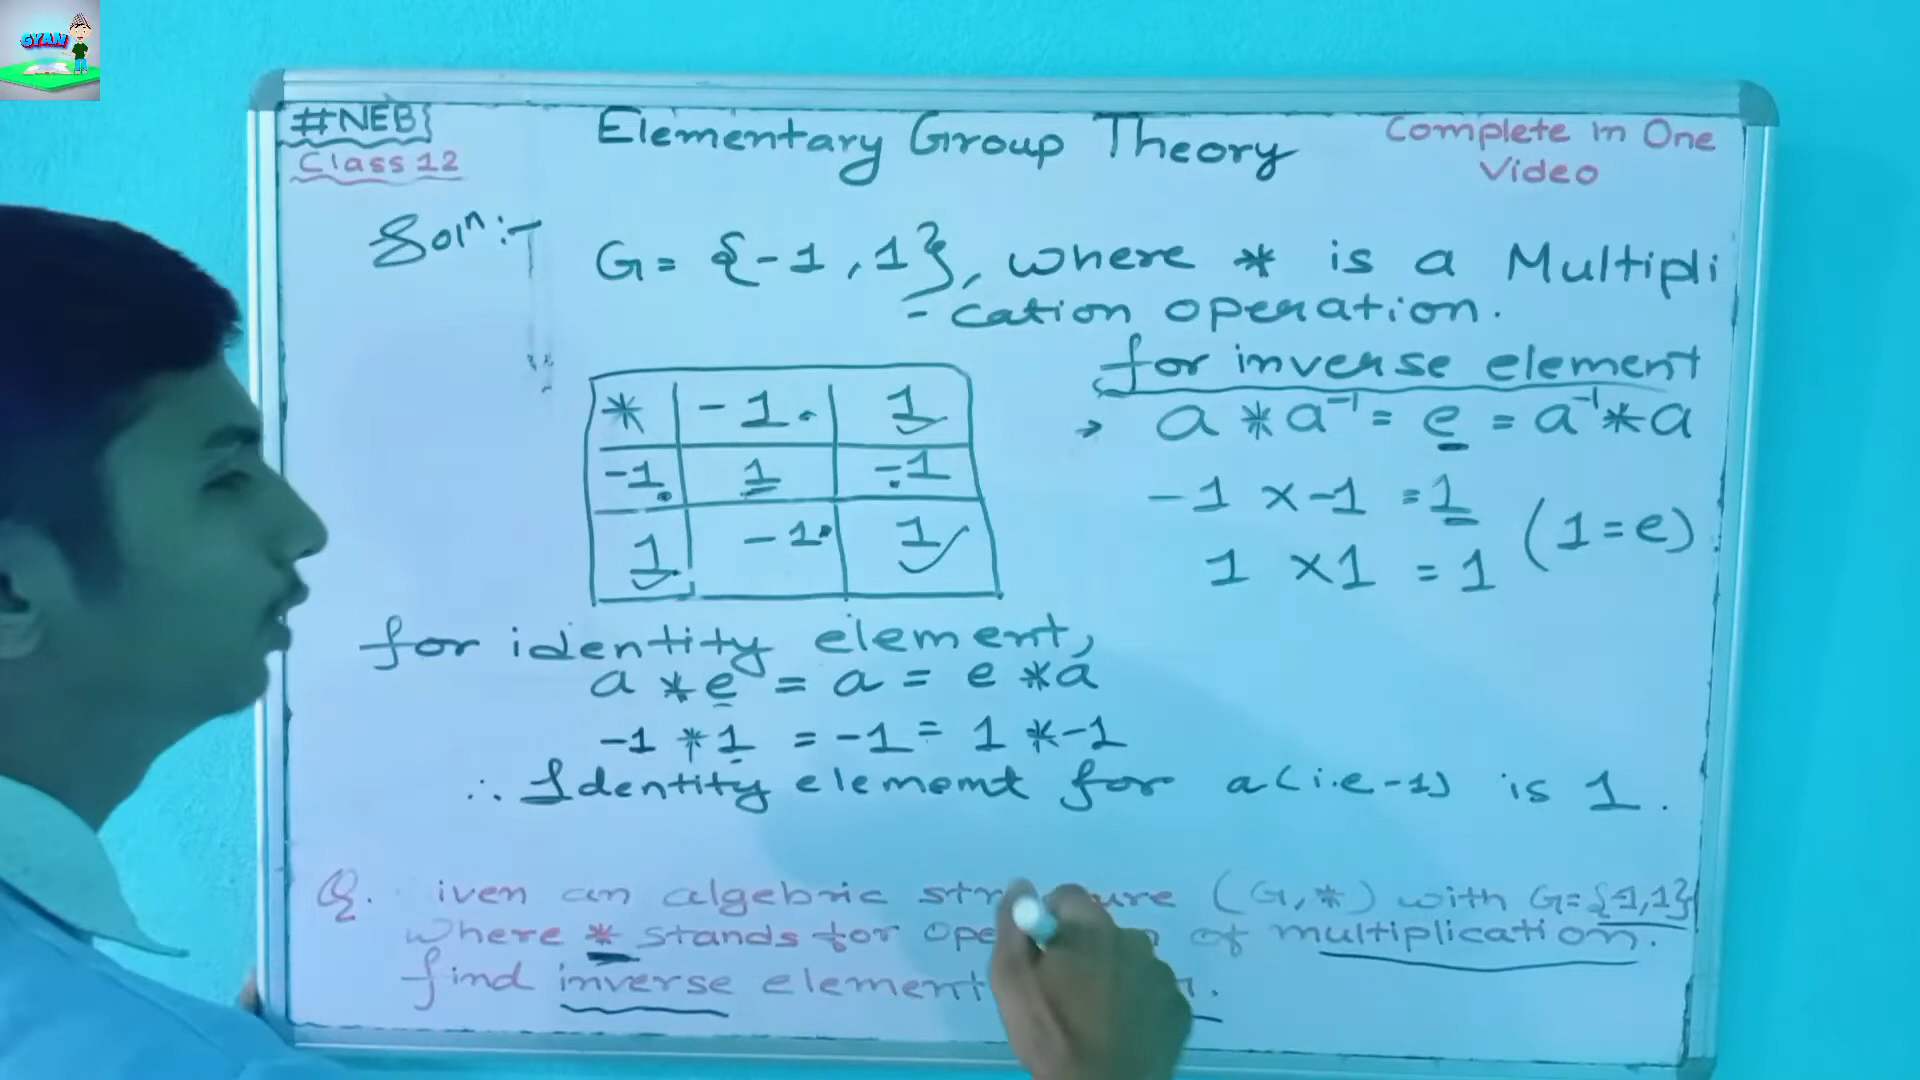 GYAN
#NEB
Class 12
Elementary Group Theory
Complete in One
Video
Soln :-
G = {-1, 1}, where * is a Multipli
- cation operation.
* | -1 | 1
-1 | 1 | -1
1 | -1 | 1
for inverse element
→ a * a⁻¹ = e = a⁻¹ * a
-1 × -1 = 1
1 × 1 = 1 (1 = e)
for identity element,
a * e = a = e * a
-1 * 1 = -1 = 1 * -1
∴ Identity elememt for a (i.e -1) is 1.
Q. iven an algebric (G, *) with G = {-1, 1}
where * stands for of multiplication.
find inverse element